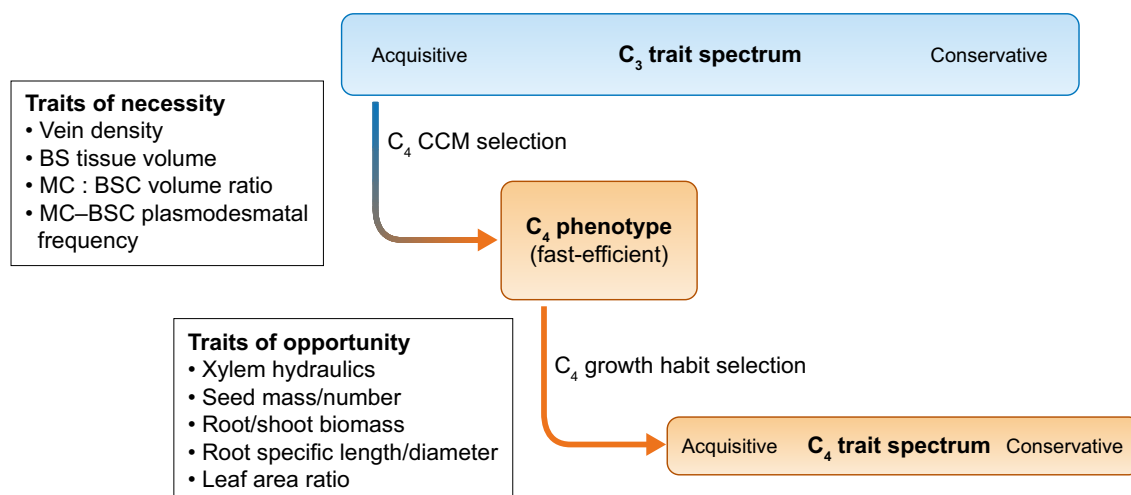 Acquisitive C₃ trait spectrum Conservative
Traits of necessity
• Vein density
• BS tissue volume
• MC : BSC volume ratio
• MC–BSC plasmodesmatal
frequency
C₄ CCM selection
C₄ phenotype
(fast-efficient)
Traits of opportunity
• Xylem hydraulics
• Seed mass/number
• Root/shoot biomass
• Root specific length/diameter
• Leaf area ratio
C₄ growth habit selection
Acquisitive C₄ trait spectrum Conservative